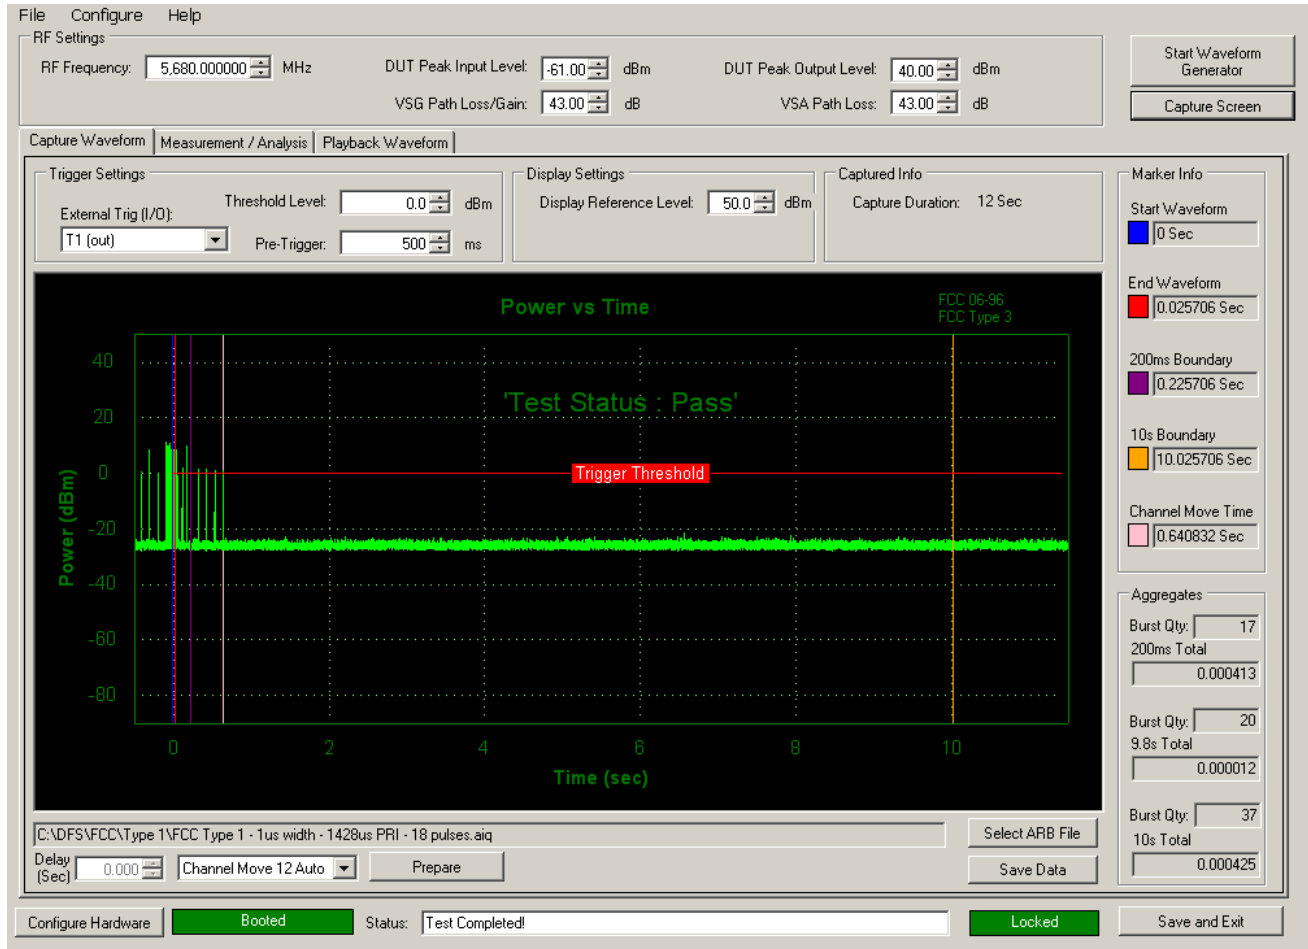 File Configure Help
RF Settings
RF Frequency: 5,680.000000 MHz DUT Peak Input Level: -61.00 dBm DUT Peak Output Level: 40.00 dBm
VSG Path Loss/Gain: 43.00 dB VSA Path Loss: 43.00 dB
Start Waveform
Generator
Capture Screen
Capture Waveform Measurement / Analysis Playback Waveform
Trigger Settings
External Trig (I/O):
T1 (out)
Threshold Level: 0.0 dBm
Pre-Trigger: 500 ms
Display Settings
Display Reference Level: 50.0 dBm
Captured Info
Capture Duration: 12 Sec
Marker Info
Start Waveform
0 Sec
End Waveform
0.025706 Sec
200ms Boundary
0.225706 Sec
10s Boundary
10.025706 Sec
Channel Move Time
0.640832 Sec
Power vs Time
FCC 06-96
FCC Type 3
'Test Status : Pass'
Trigger Threshold
Power (dBm)
40
20
0
-20
-40
-60
-80
0 2 4 6 8 10
Time (sec)
Aggregates
Burst Qty: 17
200ms Total
0.000413
Burst Qty: 20
9.8s Total
0.000012
Burst Qty: 37
10s Total
0.000425
C:\DFS\FCC\Type 1\FCC Type 1 - 1us width - 1428us PRI - 18 pulses.aiq
Select ARB File
Delay
(Sec) 0.000 Channel Move 12 Auto Prepare
Save Data
Configure Hardware Booted Status: Test Completed! Locked Save and Exit